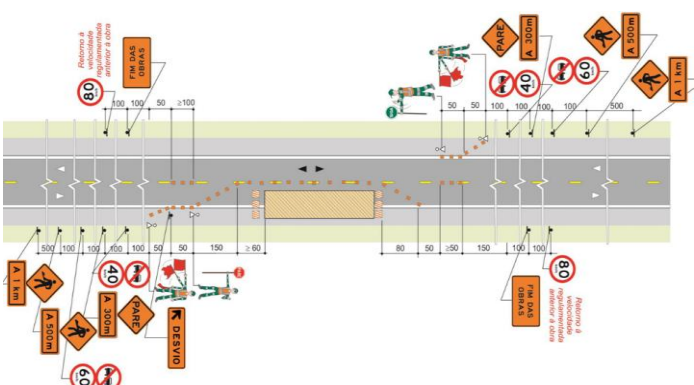 Retorno à
velocidade
regulamentada
anterior à obra
80
FIM DAS
OBRAS
100
100
50
≥100
PARE
A 300m
40
60
A 500m
A 1 km
50
50
100
100
100
100
500
500
100
100
100
100
50
50
150
≥ 60
80
50
≥50
150
100
100
A 1 km
A 500m
60
A 300m
40
PARE
DESVIO
FIM DAS
OBRAS
80
Retorno à
velocidade
regulamentada
anterior à obra